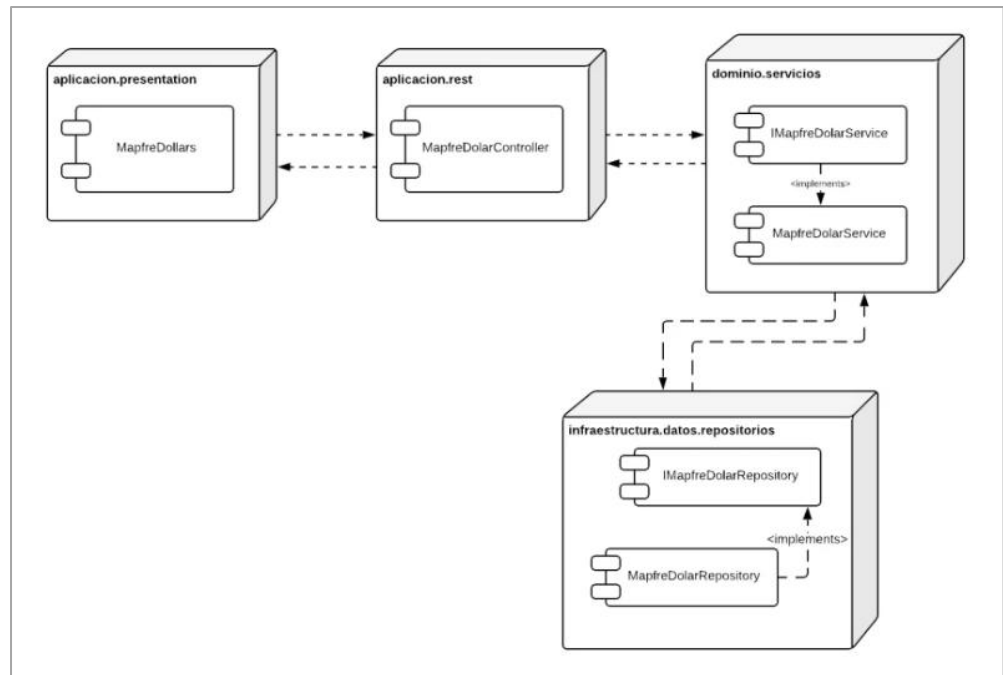 aplicacion.presentation
MapfreDollars
aplicacion.rest
MapfreDolarController
dominio.servicios
IMapfreDolarService
<implements>
MapfreDolarService
infraestructura.datos.repositorios
IMapfreDolarRepository
<implements>
MapfreDolarRepository